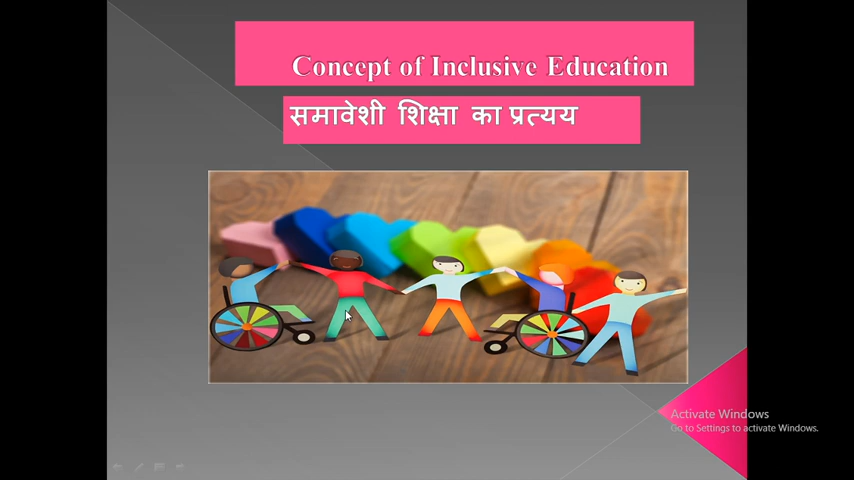 Concept of Inclusive Education
समावेशी शिक्षा का प्रत्यय
Activate Windows
Go to Settings to activate Windows.